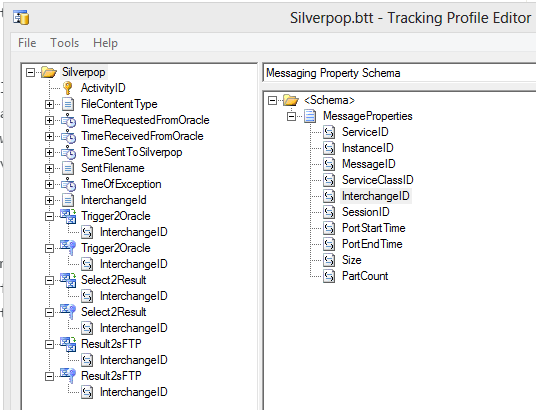 Silverpop.btt - Tracking Profile Editor
File Tools Help
Silverpop
ActivityID
FileContentType
TimeRequestedFromOracle
TimeReceivedFromOracle
TimeSentToSilverpop
SentFilename
TimeOfException
InterchangeId
Trigger2Oracle
InterchangeID
Trigger2Oracle
InterchangeID
Select2Result
InterchangeID
Select2Result
InterchangeID
Result2sFTP
InterchangeID
Result2sFTP
InterchangeID
Messaging Property Schema
<Schema>
MessageProperties
ServiceID
InstanceID
MessageID
ServiceClassID
InterchangeID
SessionID
PortStartTime
PortEndTime
Size
PartCount